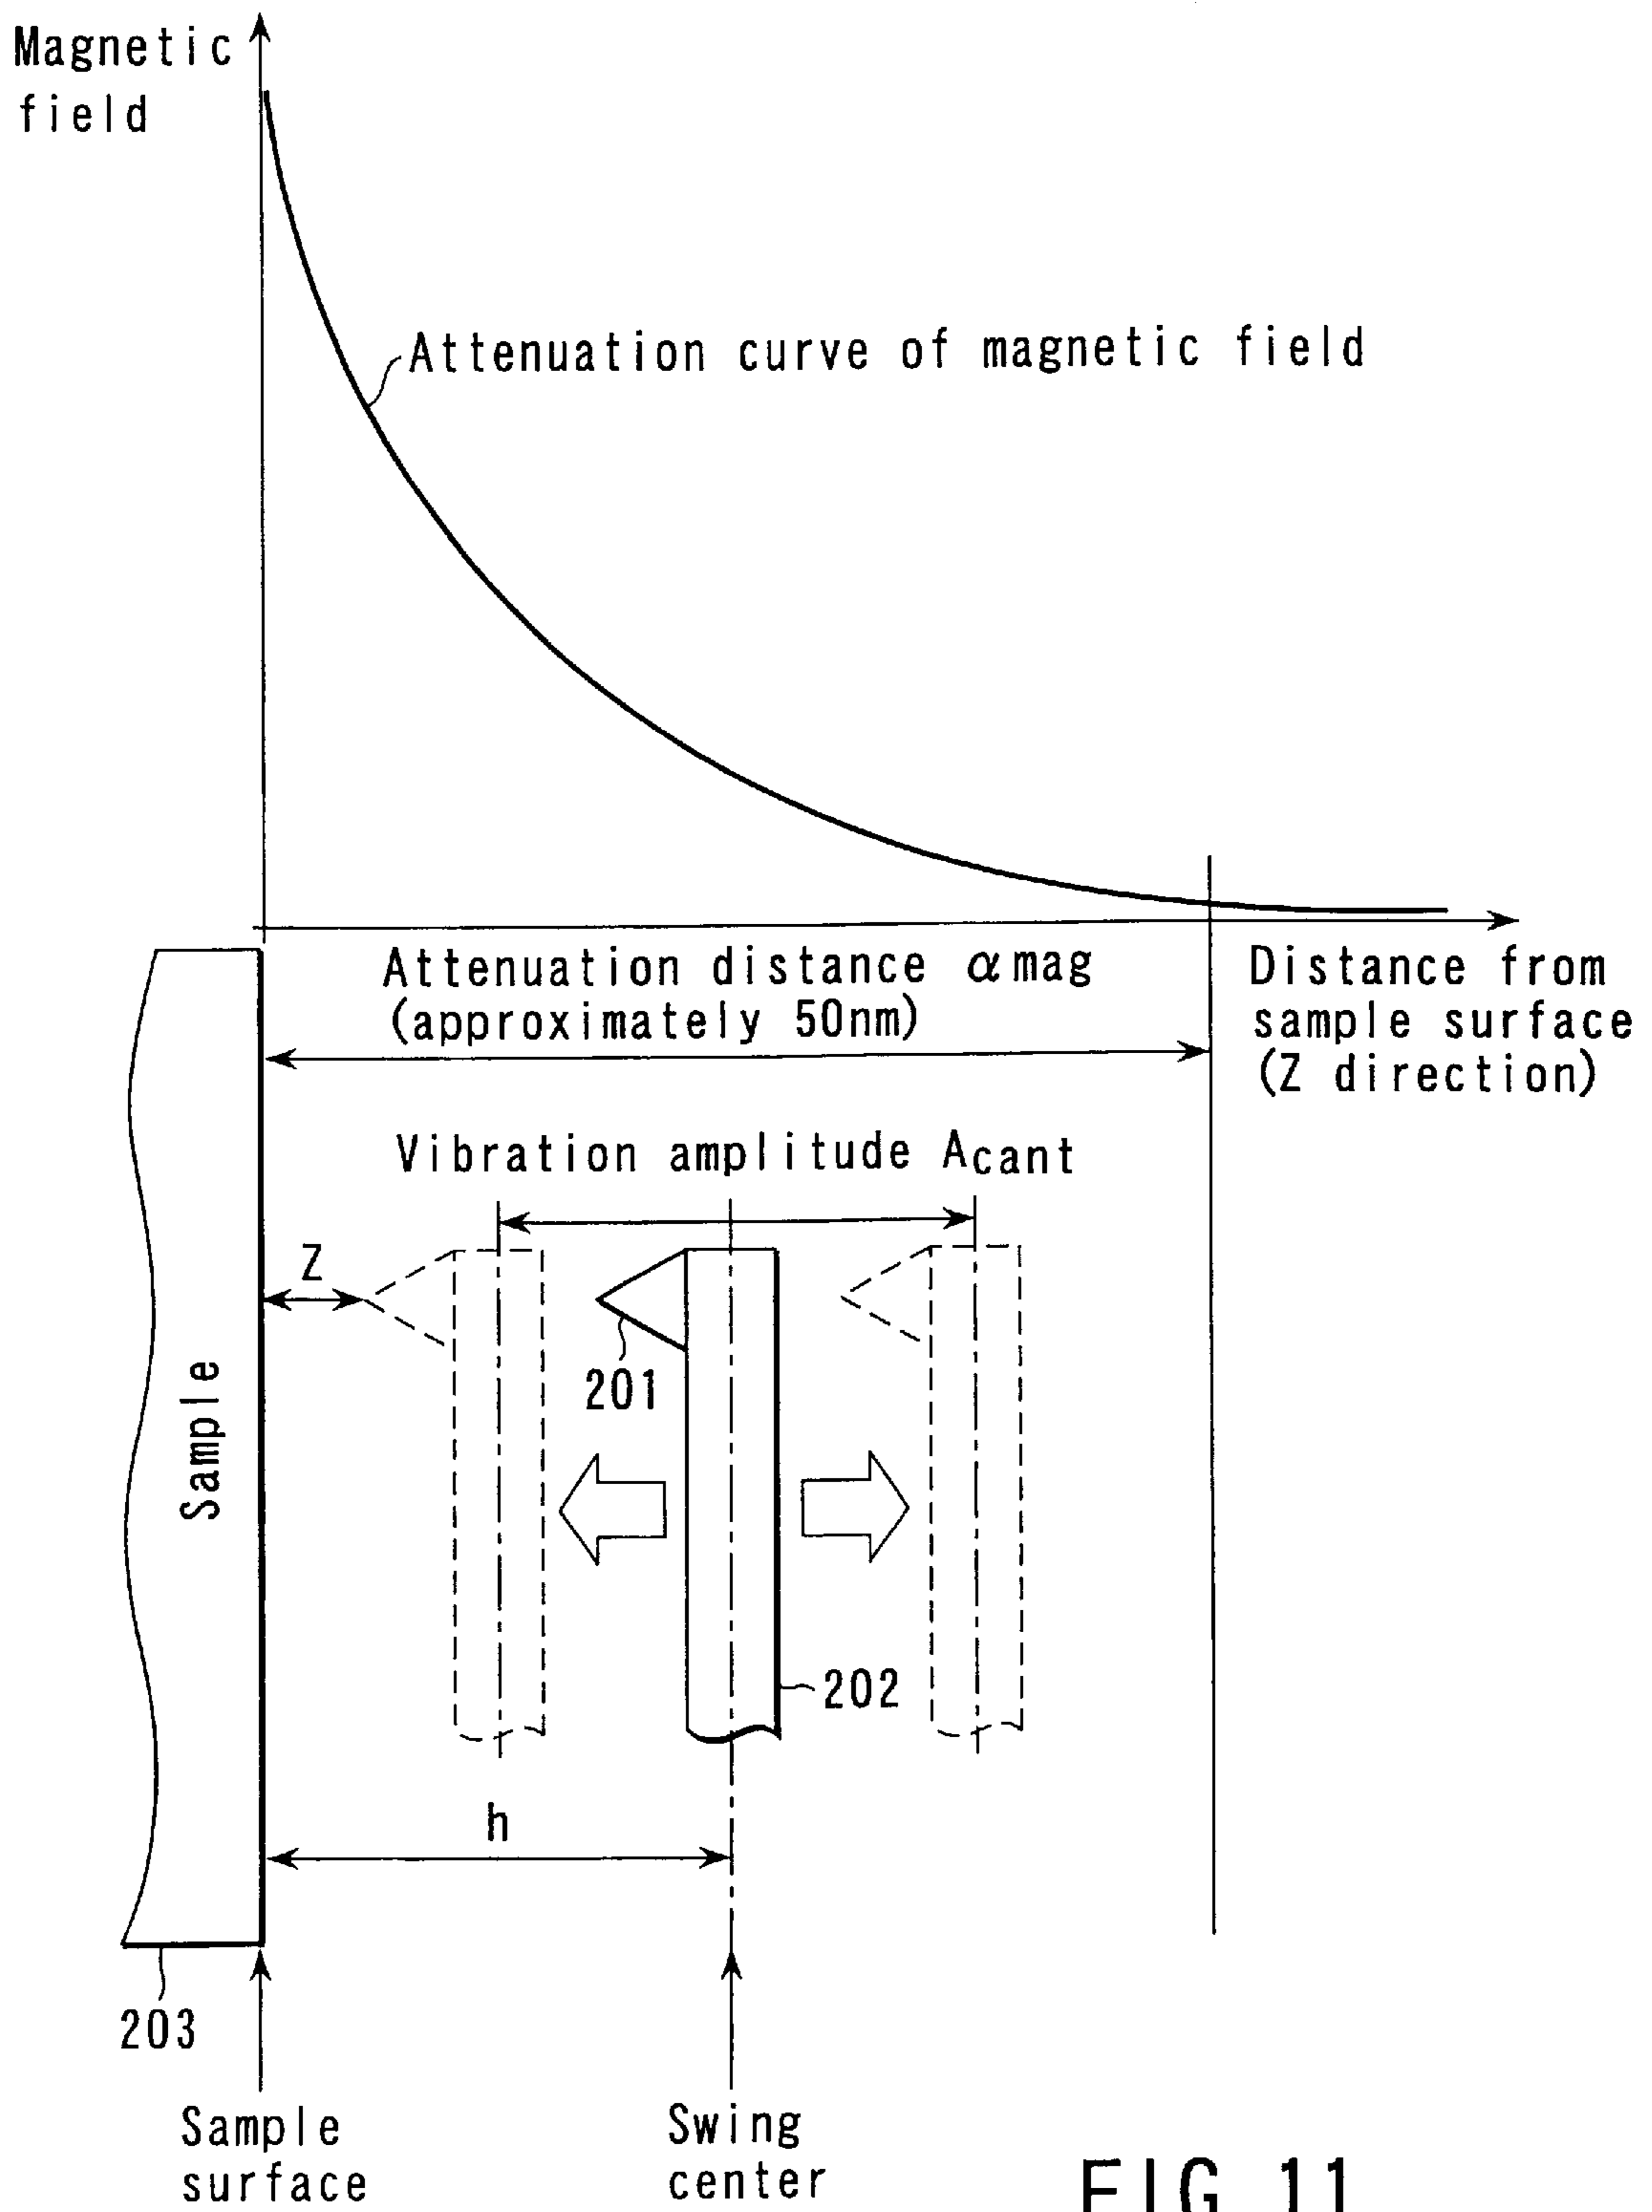 Magnetic
field
Attenuation curve of magnetic field
Attenuation distance αmag
(approximately 50nm)
Distance from
sample surface
(Z direction)
Vibration amplitude Acant
Z
201
Sample
202
h
203
Sample
surface
Swing
center
FIG 11